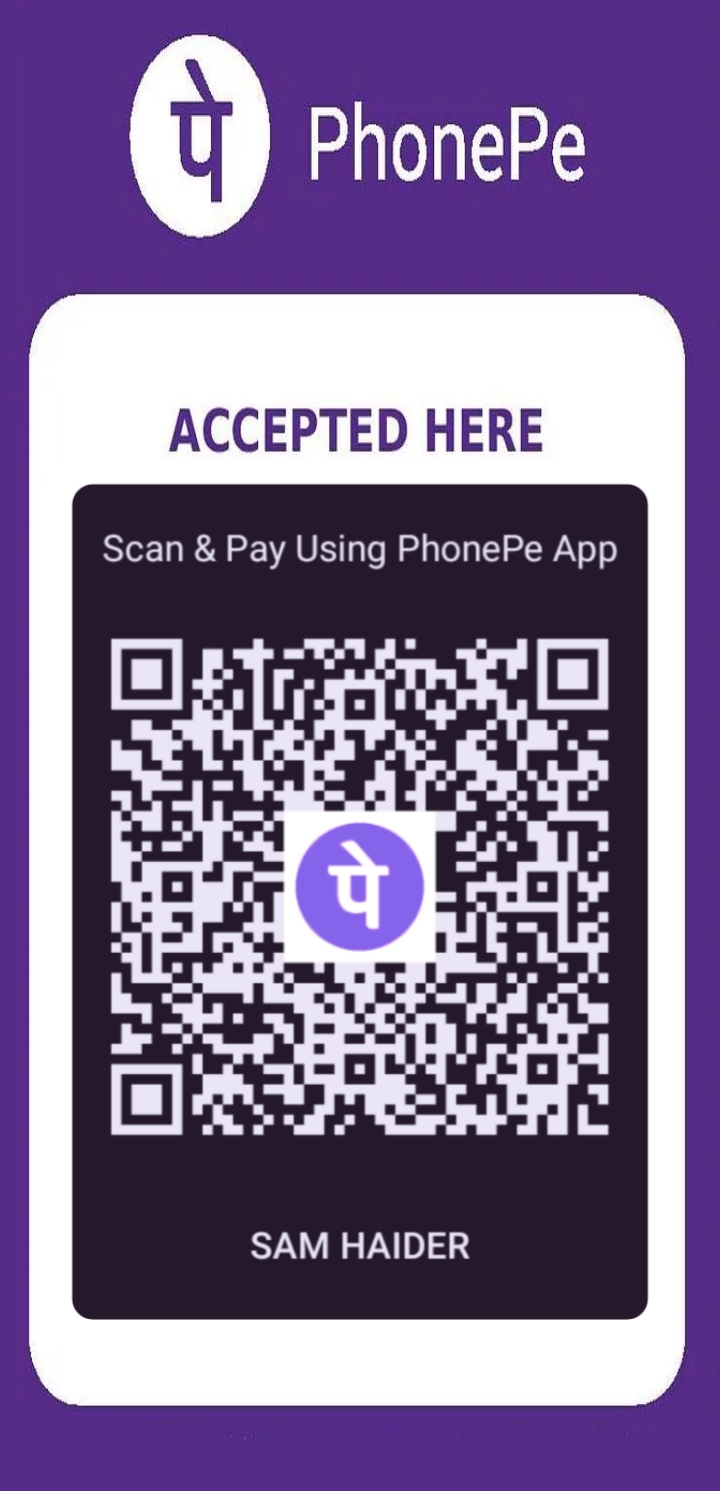 पे PhonePe
ACCEPTED HERE
Scan & Pay Using PhonePe App
पे
SAM HAIDER